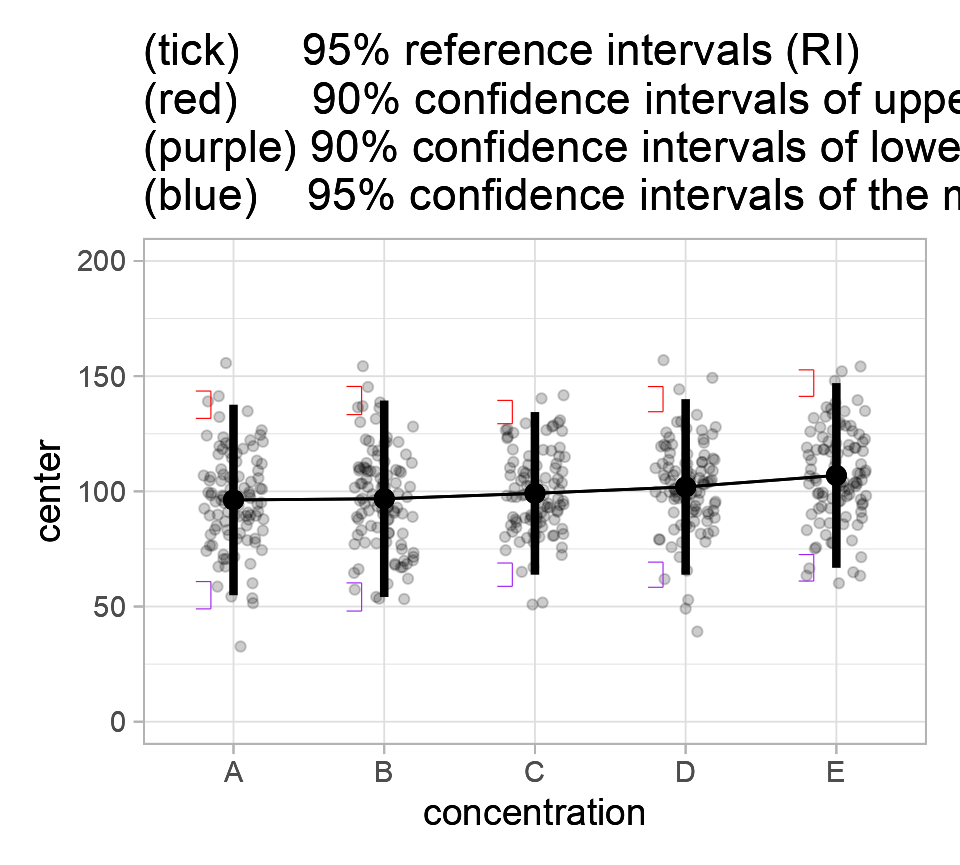 (tick) 95% reference intervals (RI)
(red) 90% confidence intervals of uppe
(purple) 90% confidence intervals of lowe
(blue) 95% confidence intervals of the
200
150
100
50
0
center
A B C D E
concentration